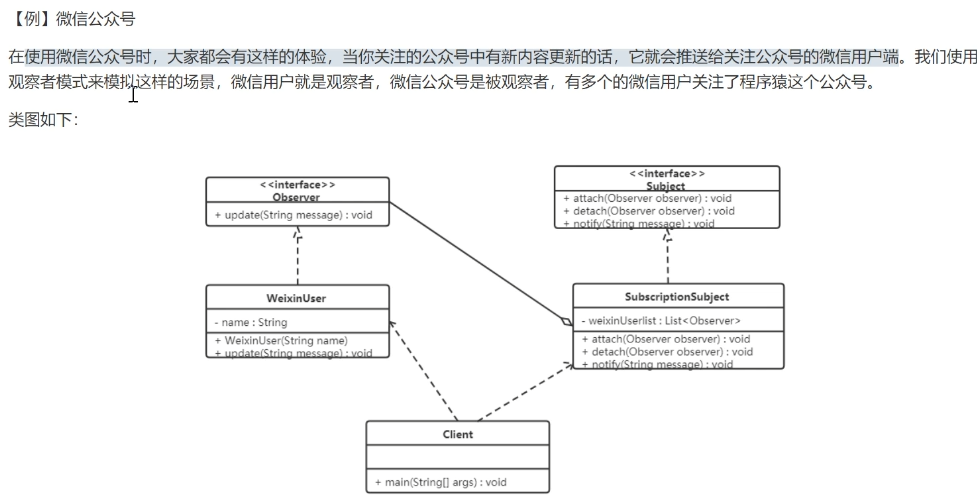 【例】微信公众号
在使用微信公众号时，大家都会有这样的体验，当你关注的公众号中有新内容更新的话，它就会推送给关注公众号的微信用户端。我们使用
观察者模式来模拟这样的场景，微信用户就是观察者，微信公众号是被观察者，有多个的微信用户关注了程序猿这个公众号。
类图如下：
<<interface>>
Observer
+ update(String message) : void
<<interface>>
Subject
+ attach(Observer observer) : void
+ detach(Observer observer) : void
+ notify(String message) : void
WeixinUser
- name : String
+ WeixinUser(String name)
+ update(String message) : void
SubscriptionSubject
- weixinUserlist : List<Observer>
+ attach(Observer observer) : void
+ detach(Observer observer) : void
+ notify(String message) : void
Client
+ main(String[] args) : void